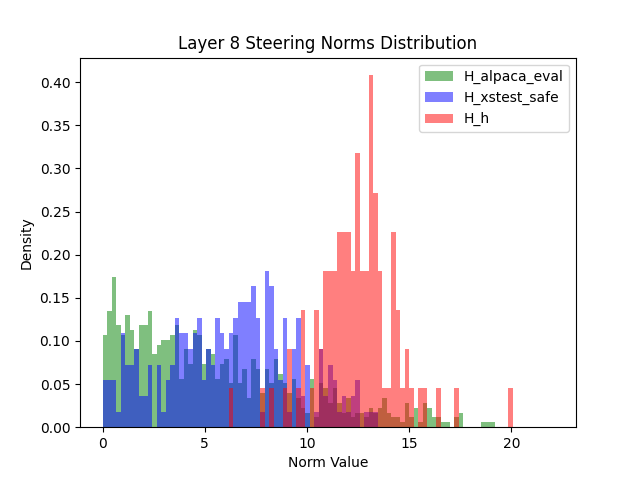 Layer 8 Steering Norms Distribution
H_alpaca_eval
H_xstest_safe
H_h
0.40
0.35
0.30
0.25
0.20
0.15
0.10
0.05
0.00
Density
0 5 10 15 20
Norm Value